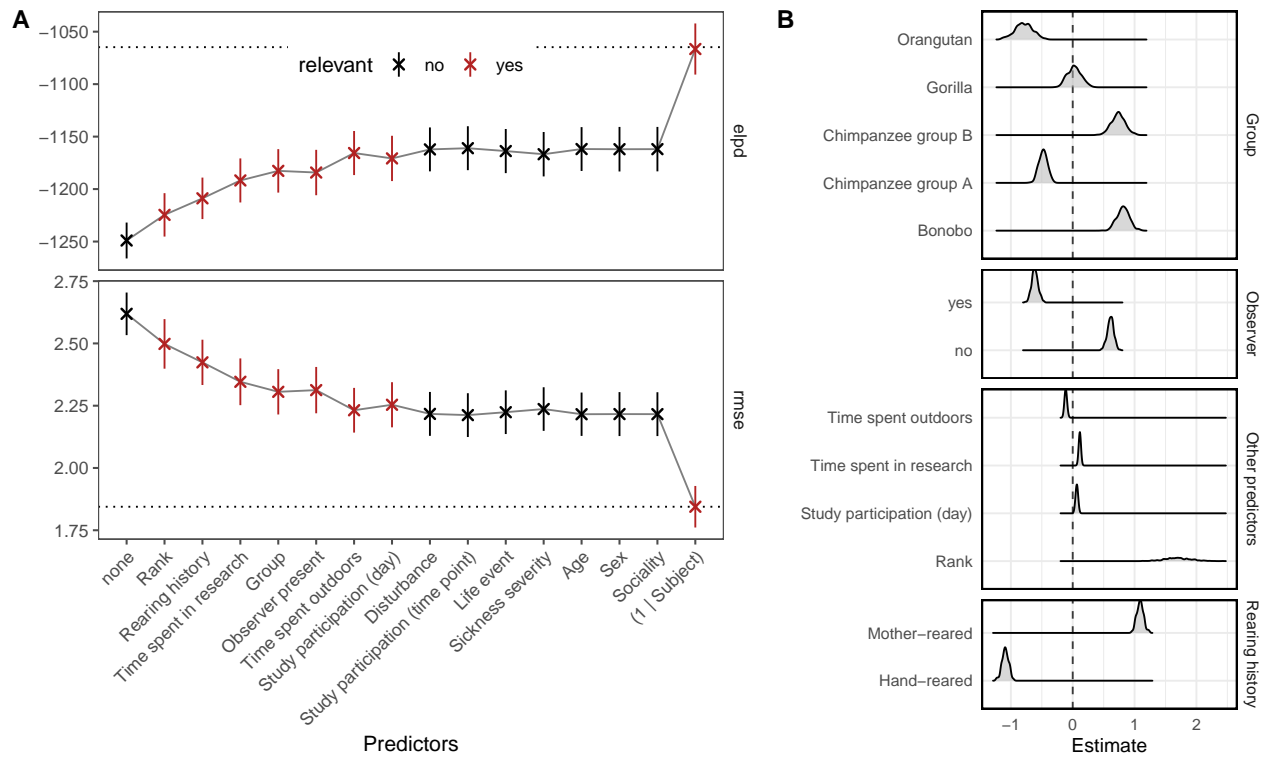 A
−1050
−1100
−1150
−1200
−1250
relevant no yes
elpd
2.75
2.50
2.25
2.00
1.75
rmse
none
Rank
Rearing history
Time spent in research
Group
Observer present
Time spent outdoors
Study participation (day)
Disturbance
Study participation (time point)
Life event
Sickness severity
Age
Sex
Sociality
(1 | Subject)
Predictors
B
Orangutan
Gorilla
Chimpanzee group B
Chimpanzee group A
Bonobo
Group
yes
no
Observer
Time spent outdoors
Time spent in research
Study participation (day)
Rank
Other predictors
Mother−reared
Hand−reared
Rearing history
−1 0 1 2
Estimate